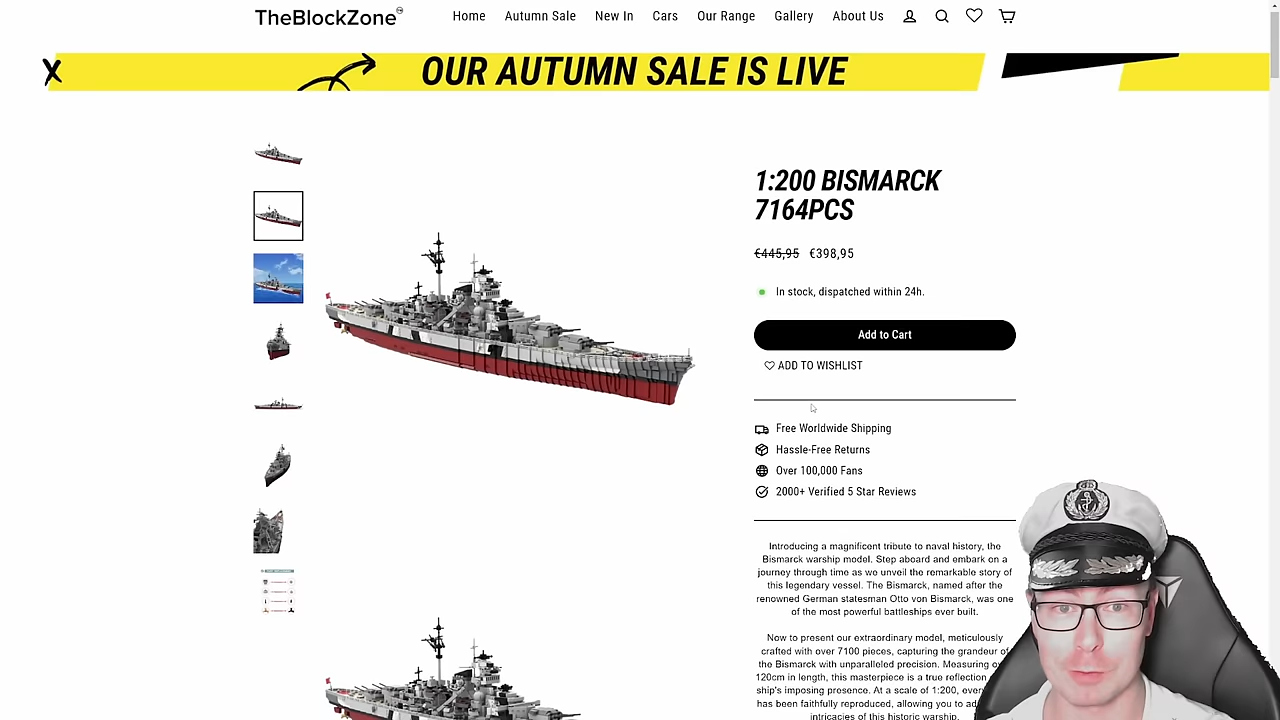 TheBlockZone
Home
Autumn Sale
New In
Cars
Our Range
Gallery
About Us
X
OUR AUTUMN SALE IS LIVE
1:200 BISMARCK
7164PCS
€445,95 €398,95
In stock, dispatched within 24h.
Add to Cart
ADD TO WISHLIST
Free Worldwide Shipping
Hassle-Free Returns
Over 100,000 Fans
2000+ Verified 5 Star Reviews
Introducing a magnificent tribute to naval history, the
Bismarck warship model. Step aboard and embark on a
journey through time as we unveil the remarkable story of
this legendary vessel. The Bismarck, named after the
renowned German statesman Otto von Bismarck, was one
of the most powerful battleships ever built.
Now to present our extraordinary model, meticulously
crafted with over 7100 pieces, capturing the grandeur of
the Bismarck with unparalleled precision. Measuring
120cm in length, this masterpiece is a true reflection
ship's imposing presence. At a scale of 1:200,
has been faithfully reproduced, allowing you to
intricacies of this historic warship.